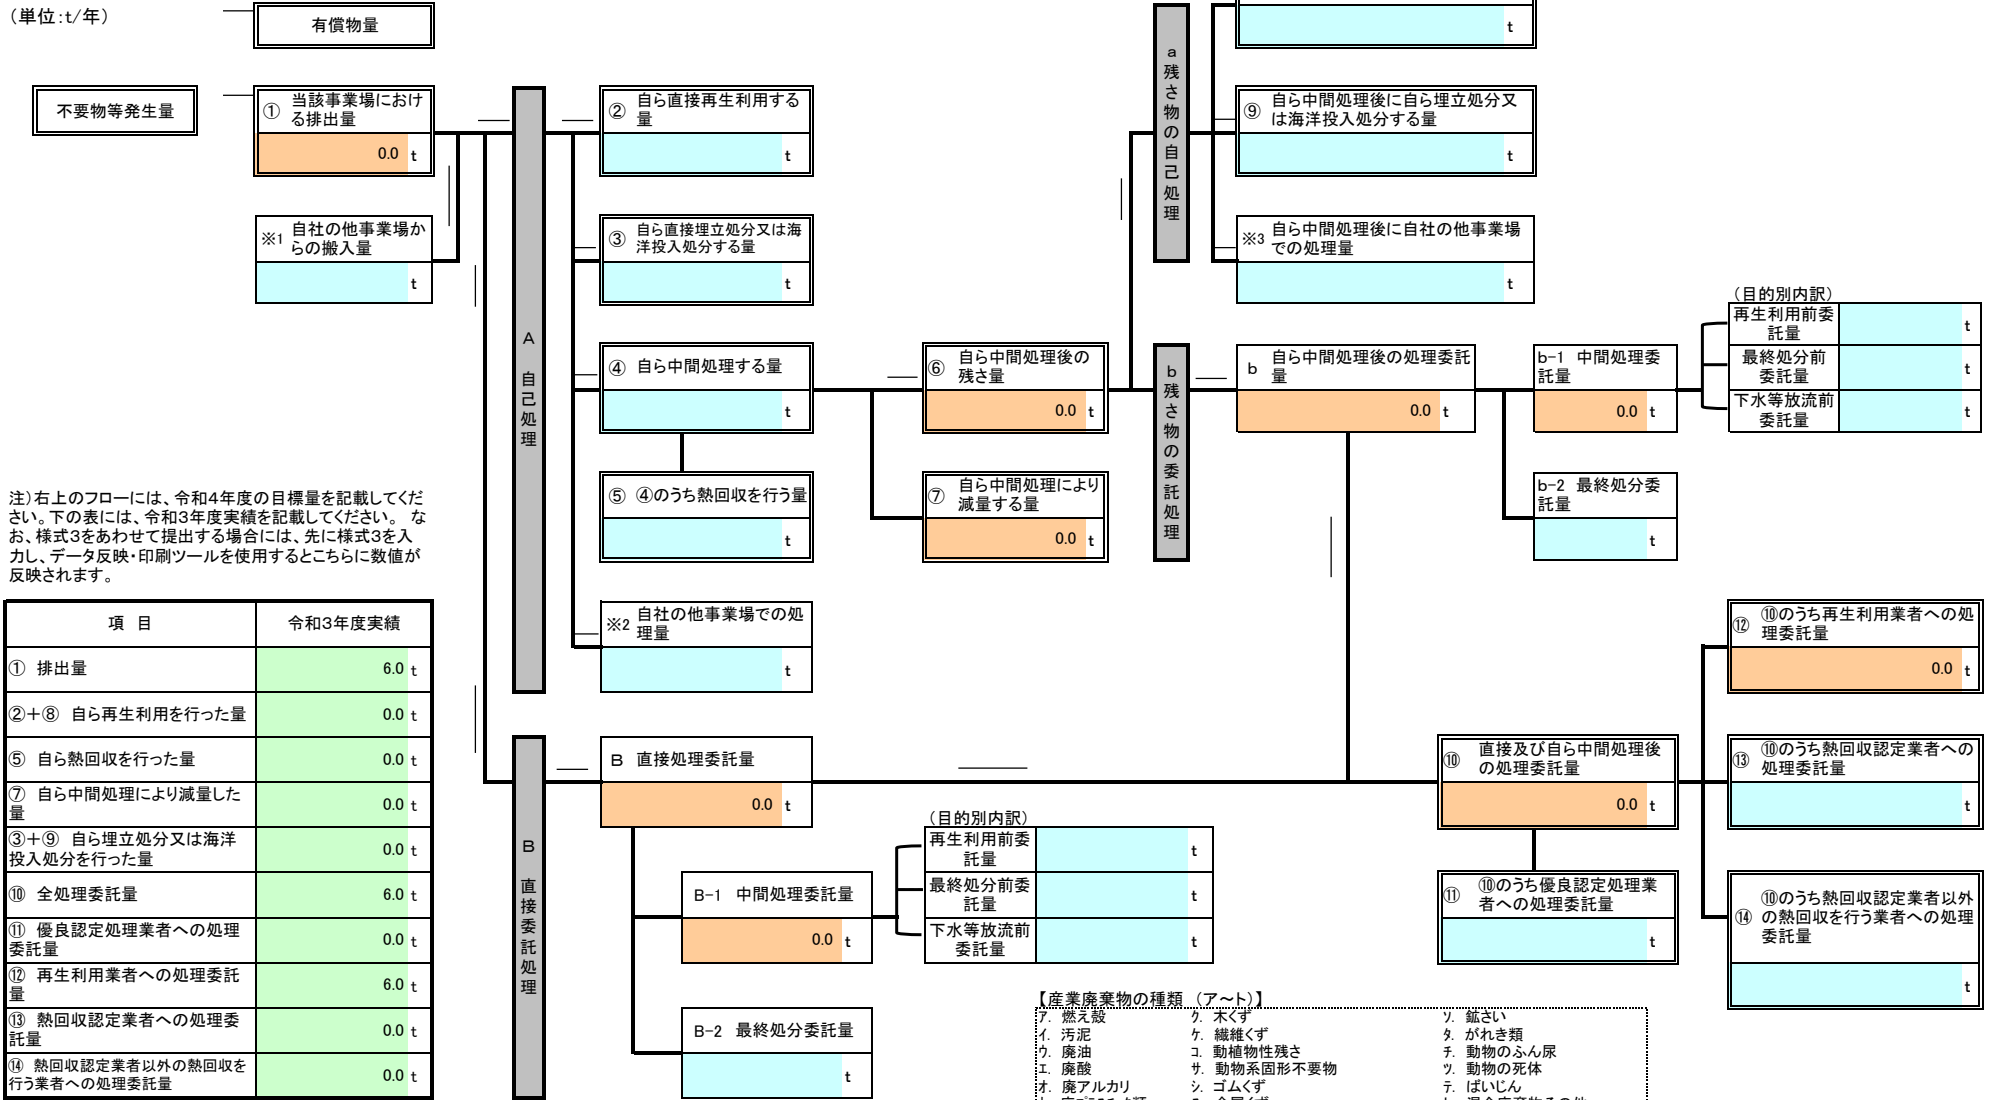 （単位：t/年）
有償物量
t
不要物等発生量
① 当該事業場におけ
る排出量
0.0 t
※1 自社の他事業場か
らの搬入量
t
A 自己処理
② 自ら直接再生利用する
量
t
③ 自ら直接埋立処分又は海
洋投入処分する量
t
④ 自ら中間処理する量
t
⑤ ④のうち熱回収を行う量
t
※2 自社の他事業場での処
理量
t
⑥ 自ら中間処理後の
残さ量
0.0 t
⑦ 自ら中間処理により
減量する量
0.0 t
a 残さ物の自己処理
⑨ 自ら中間処理後に自ら埋立処分又
は海洋投入処分する量
t
※3 自ら中間処理後に自社の他事業場
での処理量
t
b 残さ物の委託処理
b 自ら中間処理後の処理委託
量
0.0 t
b-1 中間処理委
託量
0.0 t
（目的別内訳）
再生利用前委
託量
t
最終処分前
委託量
t
下水等放流前
委託量
t
b-2 最終処分委
託量
t
注）右上のフローには、令和4年度の目標量を記載してくだ
さい。下の表には、令和3年度実績を記載してください。 な
お、様式3をあわせて提出する場合には、先に様式3を入
力し、データ反映・印刷ツールを使用するとこちらに数値が
反映されます。
項 目 令和3年度実績
① 排出量 6.0 t
②＋⑧ 自ら再生利用を行った量 0.0 t
⑤ 自ら熱回収を行った量 0.0 t
⑦ 自ら中間処理により減量した
量 0.0 t
③＋⑨ 自ら埋立処分又は海洋
投入処分を行った量 0.0 t
⑩ 全処理委託量 6.0 t
⑪ 優良認定処理業者への処理
委託量 0.0 t
⑫ 再生利用業者への処理委託
量 6.0 t
⑬ 熱回収認定業者への処理委
託量 0.0 t
⑭ 熱回収認定業者以外の熱回収を
行う業者への処理委託量 0.0 t
B 直接委託処理
B 直接処理委託量
0.0 t
B-1 中間処理委託量
0.0 t
（目的別内訳）
再生利用前委
託量
t
最終処分前委
託量
t
下水等放流前
委託量
t
B-2 最終処分委託量
t
⑩ 直接及び自ら中間処理後
の処理委託量
0.0 t
⑪ ⑩のうち優良認定処理業
者への処理委託量
t
⑫ ⑩のうち再生利用業者への処
理委託量
0.0 t
⑬ ⑩のうち熱回収認定業者への
処理委託量
t
⑭ ⑩のうち熱回収認定業者以外
の熱回収を行う業者への処理
委託量
t
【産業廃棄物の種類 （ア～ト）】
ア. 燃え殻 ク. 木くず ソ. 鉱さい
イ. 汚泥 ケ. 繊維くず タ. がれき類
ウ. 廃油 コ. 動植物性残さ チ. 動物のふん尿
エ. 廃酸 サ. 動物系固形不要物 ツ. 動物の死体
オ. 廃アルカリ シ. ゴムくず テ. ばいじん